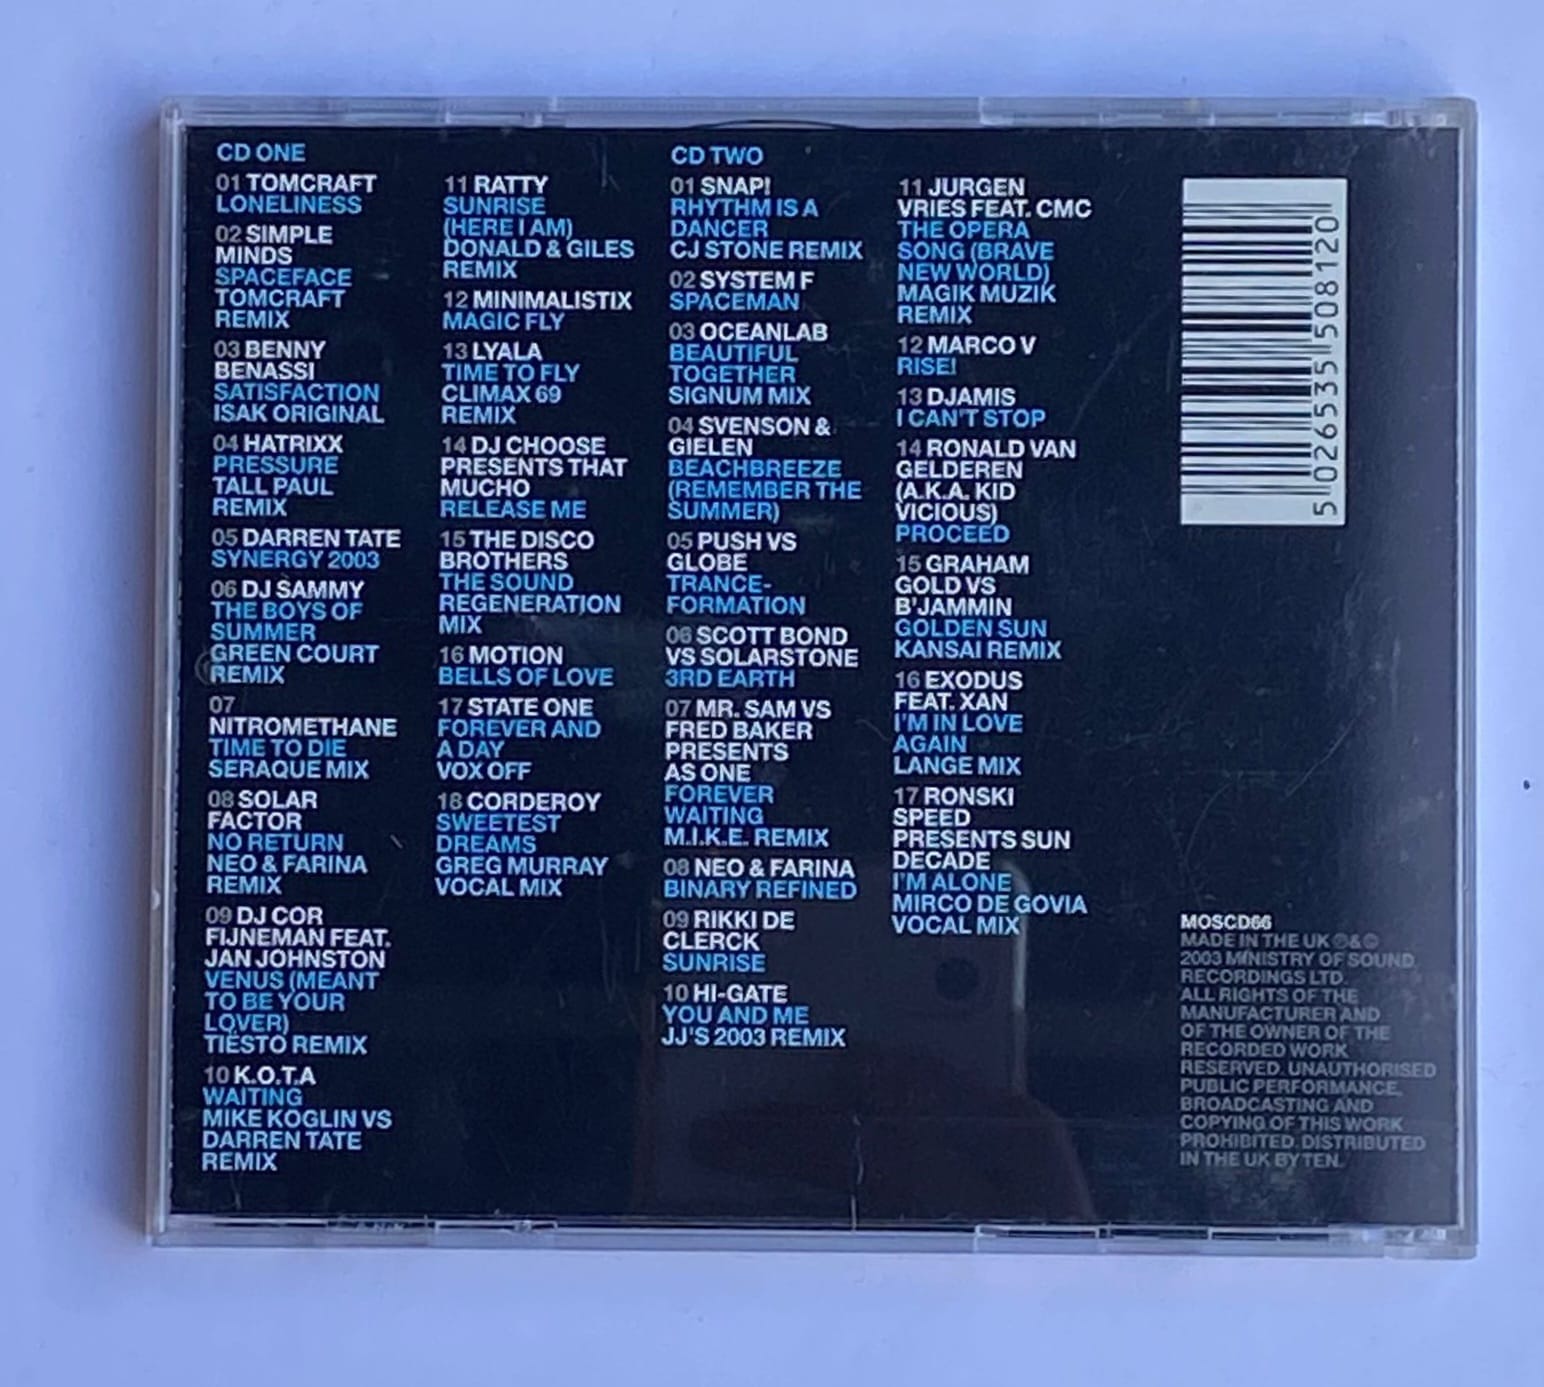 CD ONE
01 TOMCRAFT
LONELINESS
02 SIMPLE
MINDS
SPACEFACE
TOMCRAFT
REMIX
03 BENNY
BENASSI
SATISFACTION
ISAK ORIGINAL
04 HATRIXX
PRESSURE
TALL PAUL
REMIX
05 DARREN TATE
SYNERGY 2003
06 DJ SAMMY
THE BOYS OF
SUMMER
GREEN COURT
REMIX
07
NITROMETHANE
TIME TO DIE
SERAQUE MIX
08 SOLAR
FACTOR
NO RETURN
NEO & FARINA
REMIX
09 DJ COR
FIJNEMAN FEAT.
JAN JOHNSTON
VENUS (MEANT
TO BE YOUR
LOVER)
TIËSTO REMIX
10 K.O.T.A
WAITING
MIKE KOGLIN VS
DARREN TATE
REMIX
11 RATTY
SUNRISE
(HERE I AM)
DONALD & GILES
REMIX
12 MINIMALISTIX
MAGIC FLY
13 LYALA
TIME TO FLY
CLIMAX 69
REMIX
14 DJ CHOOSE
PRESENTS THAT
MUCHO
RELEASE ME
15 THE DISCO
BROTHERS
THE SOUND
REGENERATION
MIX
16 MOTION
BELLS OF LOVE
17 STATE ONE
FOREVER AND
A DAY
VOX OFF
18 CORDEROY
SWEETEST
DREAMS
GREG MURRAY
VOCAL MIX
CD TWO
01 SNAP!
RHYTHM IS A
DANCER
CJ STONE REMIX
02 SYSTEM F
SPACEMAN
03 OCEANLAB
BEAUTIFUL
TOGETHER
SIGNUM MIX
04 SVENSON &
GIELEN
BEACHBREEZE
(REMEMBER THE
SUMMER)
05 PUSH VS
GLOBE
TRANCE-
FORMATION
06 SCOTT BOND
VS SOLARSTONE
3RD EARTH
07 MR. SAM VS
FRED BAKER
PRESENTS
AS ONE
FOREVER
WAITING
M.I.K.E. REMIX
08 NEO & FARINA
BINARY REFINED
09 RIKKI DE
CLERCK
SUNRISE
10 HI-GATE
YOU AND ME
JJ'S 2003 REMIX
11 JURGEN
VRIES FEAT. CMC
THE OPERA
SONG (BRAVE
NEW WORLD)
MAGIK MUZIK
REMIX
12 MARCO V
RISE!
13 DJAMIS
I CAN'T STOP
14 RONALD VAN
GELDEREN
(A.K.A. KID
VICIOUS)
PROCEED
15 GRAHAM
GOLD VS
B'JAMMIN
GOLDEN SUN
KANSAI REMIX
16 EXODUS
FEAT. XAN
I'M IN LOVE
AGAIN
LANGE MIX
17 RONSKI
SPEED
PRESENTS SUN
DECADE
I'M ALONE
MIRCO DE GOVIA
VOCAL MIX
5 026535 508120
MOSCD66
MADE IN THE UK ℗&©
2003 MINISTRY OF SOUND
RECORDINGS LTD.
ALL RIGHTS OF THE
MANUFACTURER AND
OF THE OWNER OF THE
RECORDED WORK
RESERVED. UNAUTHORISED
PUBLIC PERFORMANCE,
BROADCASTING AND
COPYING OF THIS WORK
PROHIBITED. DISTRIBUTED
IN THE UK BY TEN.